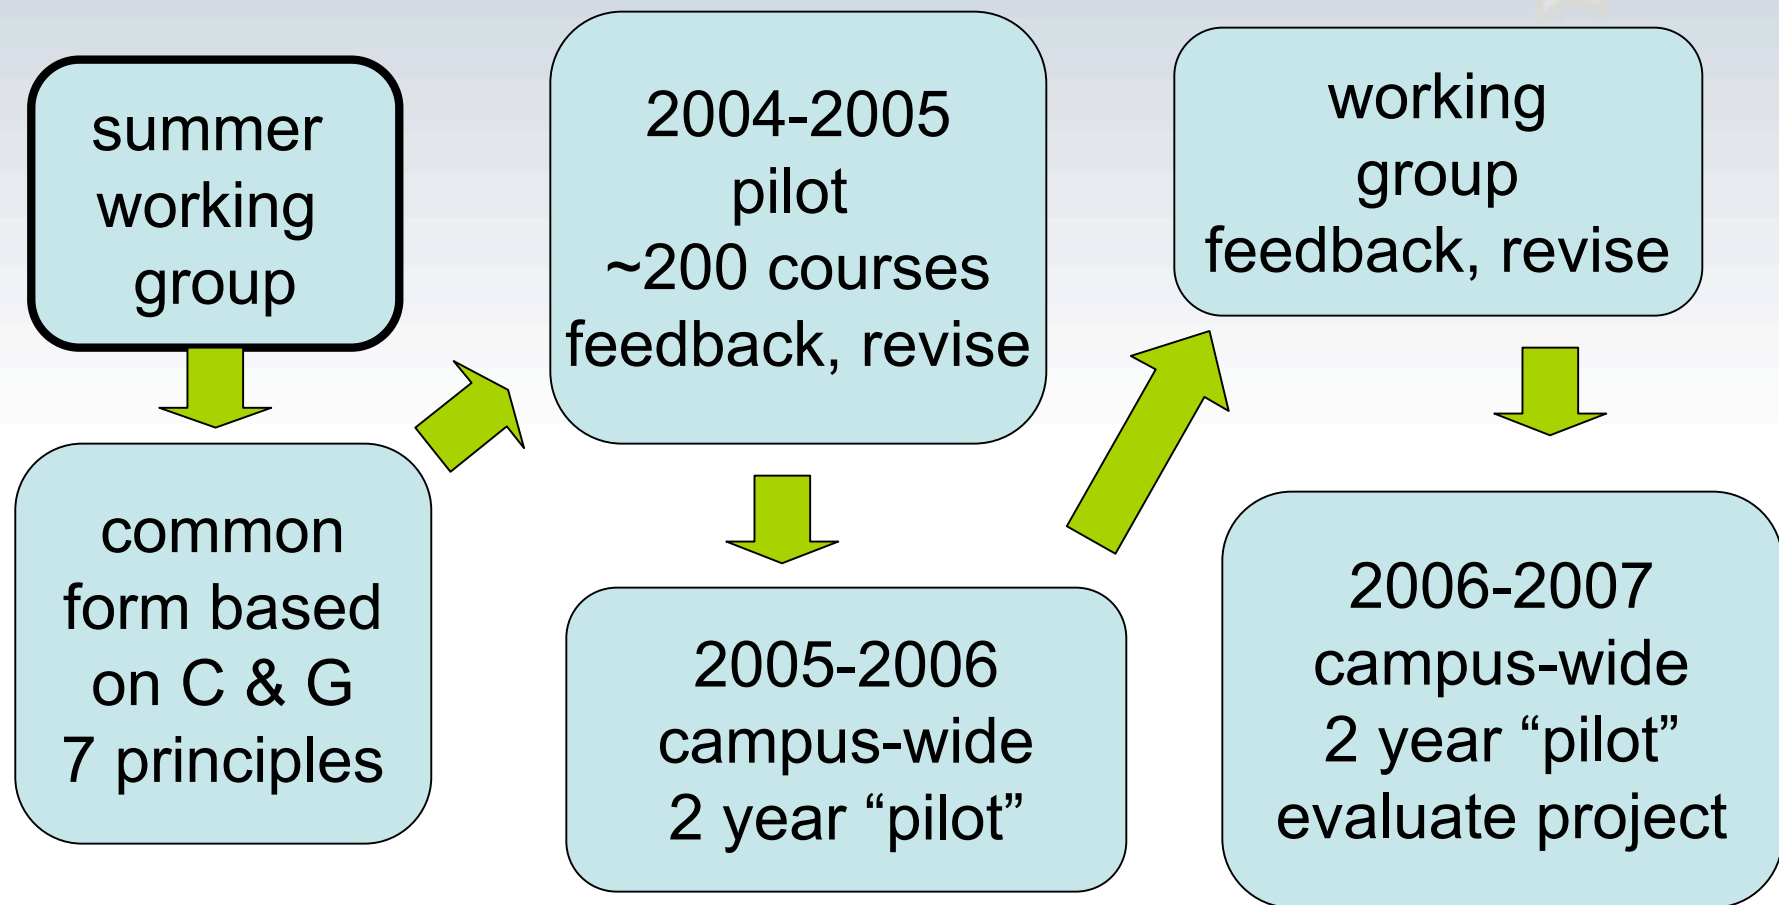 summer
working
group
common
form based
on C & G
7 principles
2004-2005
pilot
~200 courses
feedback, revise
2005-2006
campus-wide
2 year “pilot”
working
group
feedback, revise
2006-2007
campus-wide
2 year “pilot”
evaluate project